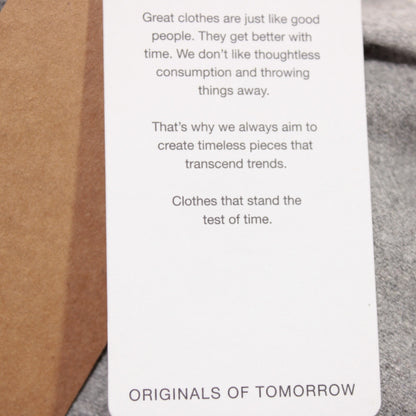 Great clothes are just like good
people. They get better with
time. We don't like thoughtless
consumption and throwing
things away.
That's why we always aim to
create timeless pieces that
transcend trends.
Clothes that stand the
test of time.
ORIGINALS OF TOMORROW